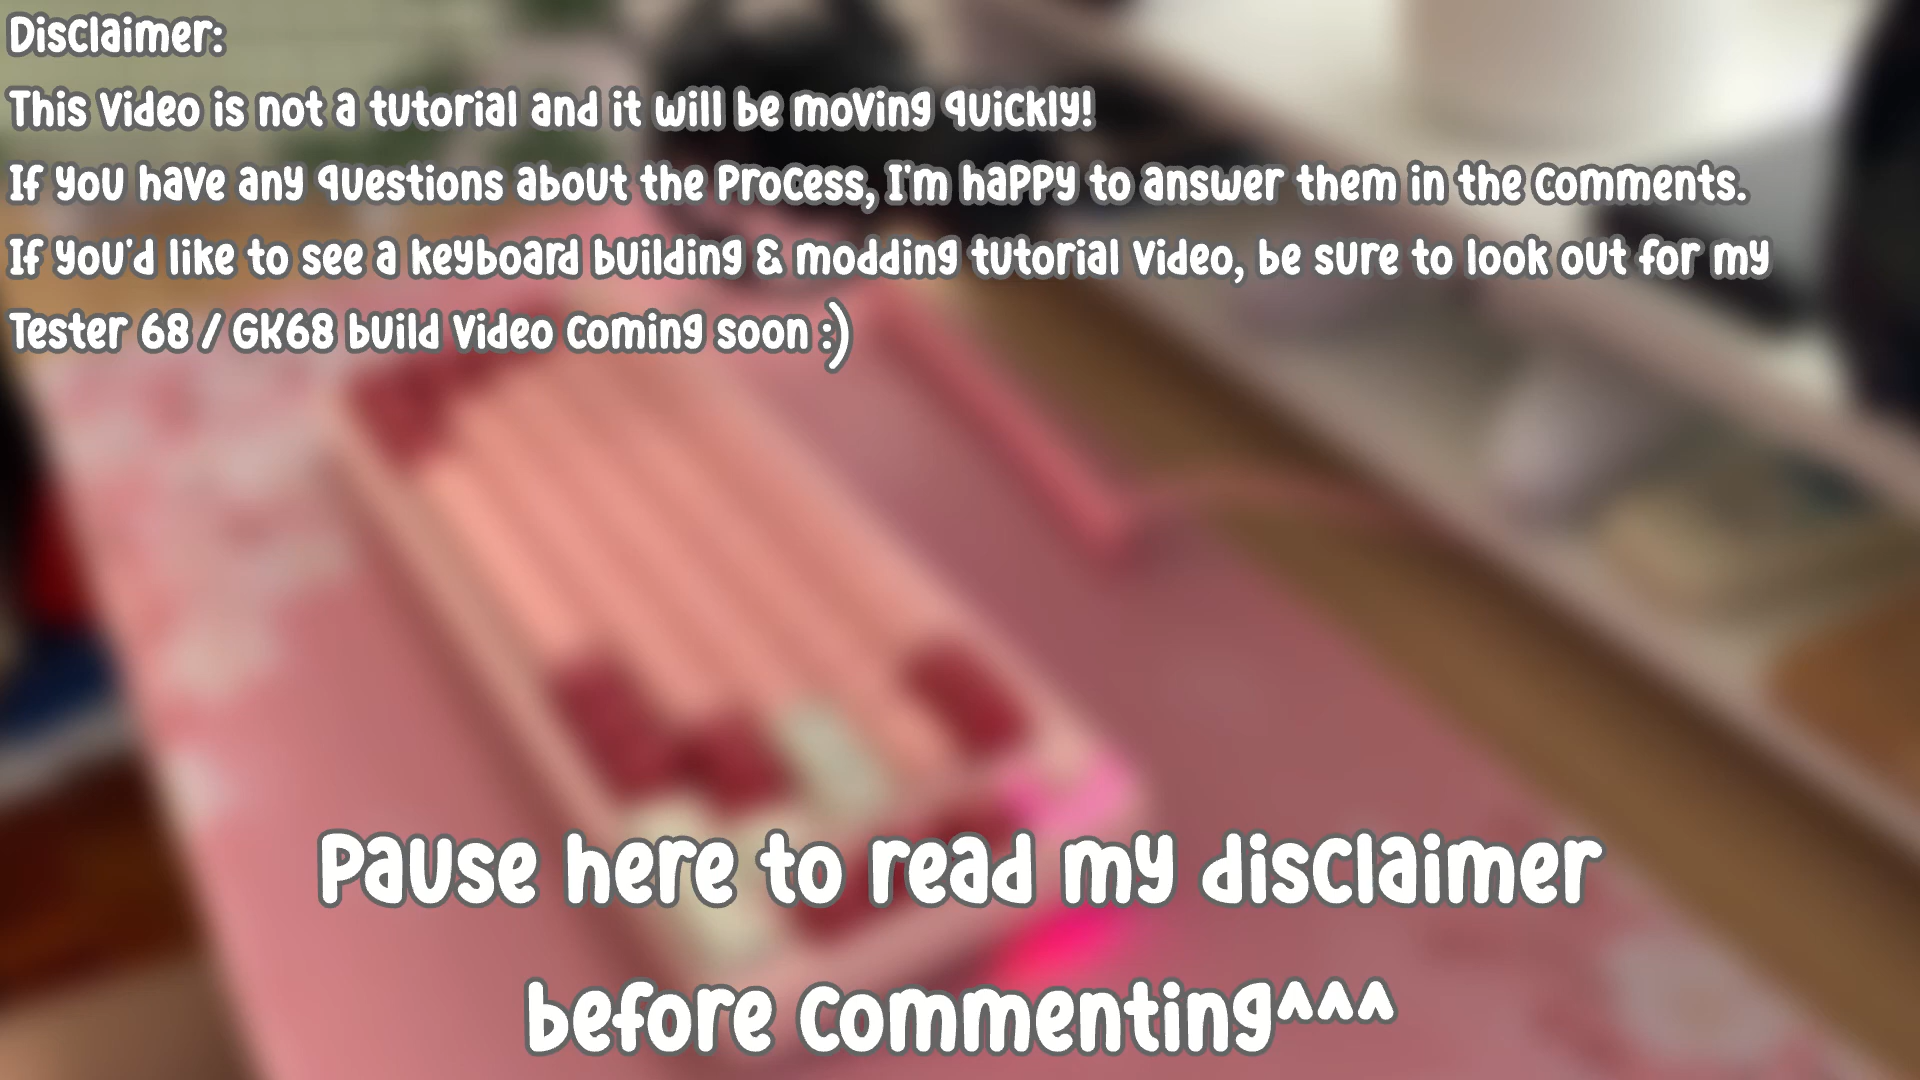 Disclaimer:
This video is not a tutorial and it will be moving quickly!
If you have any questions about the process, I'm happy to answer them in the comments.
If you'd like to see a keyboard building & modding tutorial video, be sure to look out for my
Tester 68 / GK68 build video coming soon :)
Pause here to read my disclaimer
before commenting^^^